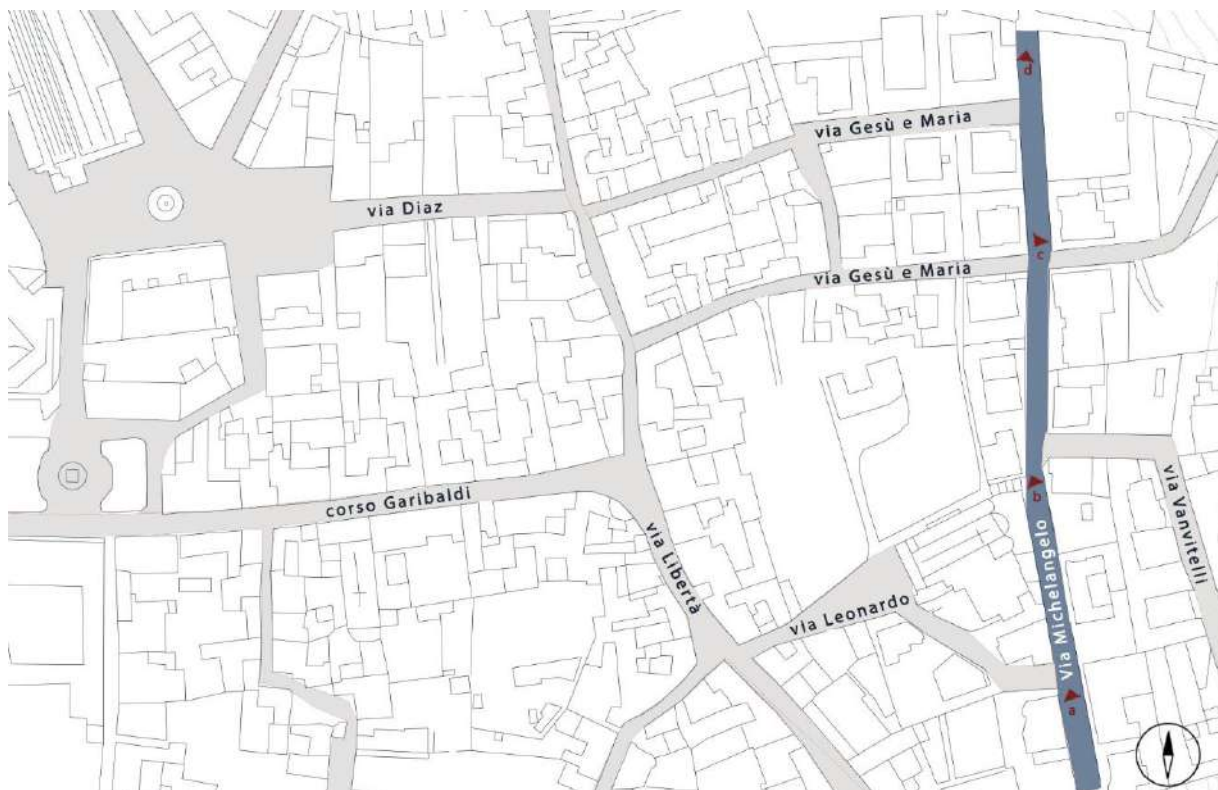 d
via Gesù e Maria
via Diaz
c
via Gesù e Maria
corso Garibaldi
b
via Vanvitelli
via Libertà
Via Michelangelo
via Leonardo
a